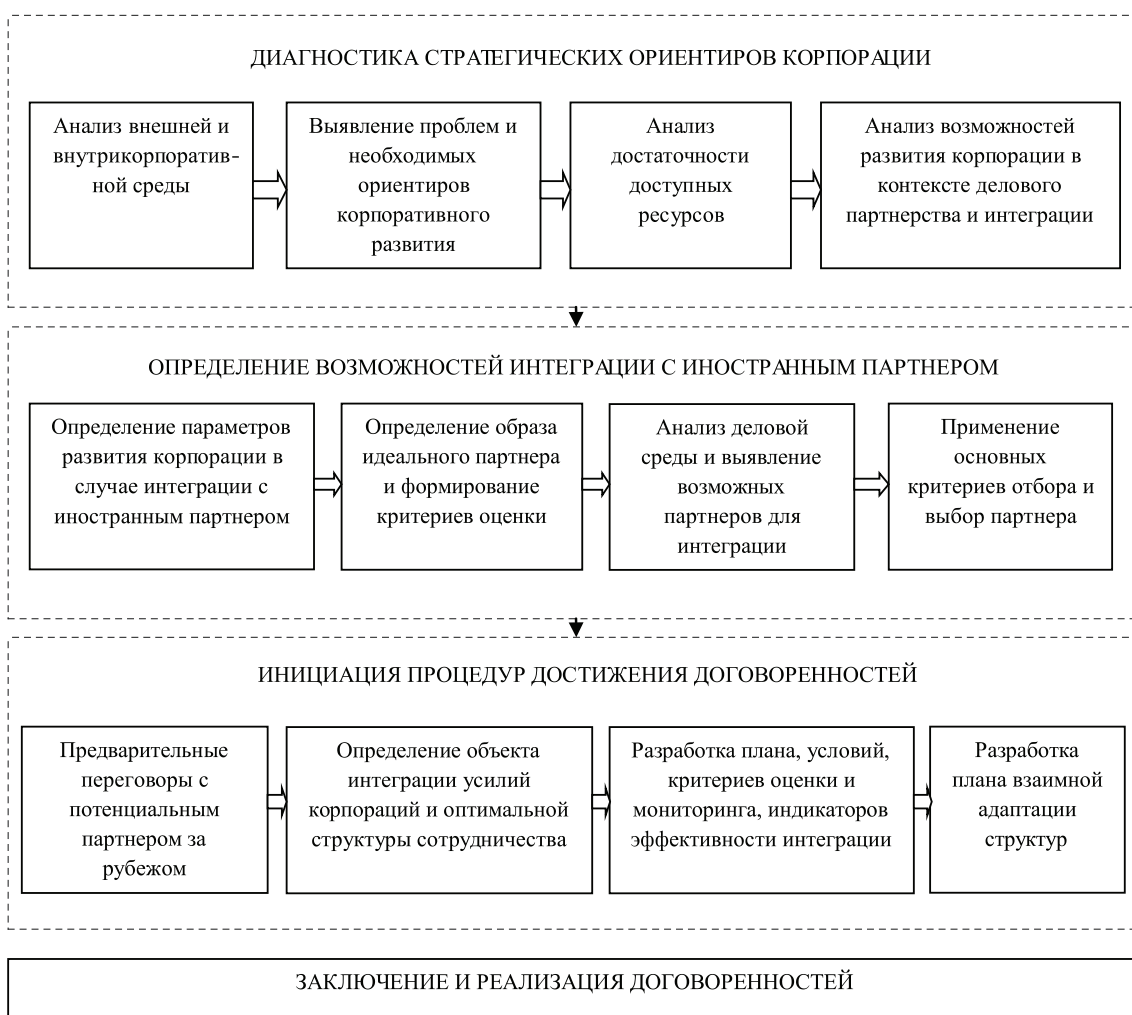 ДИАГНОСТИКА СТРАТЕГИЧЕСКИХ ОРИЕНТИРОВ КОРПОРАЦИИ
Анализ внешней и
внутрикорпоратив-
ной среды
Выявление проблем и
необходимых
ориентиров
корпоративного
развития
Анализ
достаточности
доступных
ресурсов
Анализ возможностей
развития корпорации в
контексте делового
партнерства и интеграции
ОПРЕДЕЛЕНИЕ ВОЗМОЖНОСТЕЙ ИНТЕГРАЦИИ С ИНОСТРАННЫМ ПАРТНЕРОМ
Определение параметров
развития корпорации в
случае интеграции с
иностранным партнером
Определение образа
идеального партнера
и формирование
критериев оценки
Анализ деловой
среды и выявление
возможных
партнеров для
интеграции
Применение
основных
критериев отбора и
выбор партнера
ИНИЦИАЦИЯ ПРОЦЕДУР ДОСТИЖЕНИЯ ДОГОВОРЕННОСТЕЙ
Предварительные
переговоры с
потенциальным
партнером за
рубежом
Определение объекта
интеграции усилий
корпораций и оптимальной
структуры сотрудничества
Разработка плана, условий,
критериев оценки и
мониторинга, индикаторов
эффективности интеграции
Разработка
плана взаимной
адаптации
структур
ЗАКЛЮЧЕНИЕ И РЕАЛИЗАЦИЯ ДОГОВОРЕННОСТЕЙ